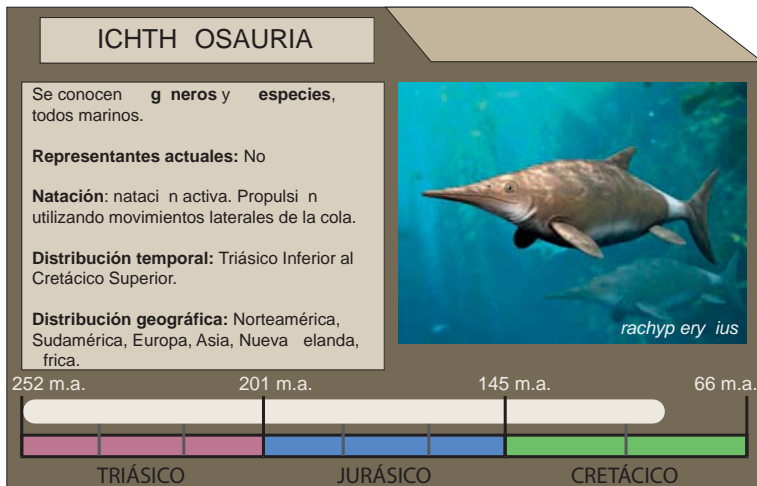 ICHTH OSAURIA
Se conocen g neros y especies,
todos marinos.
Representantes actuales: No
Natación: nataci n activa. Propulsi n
utilizando movimientos laterales de la cola.
Distribución temporal: Triásico Inferior al
Cretácico Superior.
Distribución geográfica: Norteamérica,
Sudamérica, Europa, Asia, Nueva elanda,
frica.
rachyp ery ius
252 m.a. 201 m.a. 145 m.a. 66 m.a.
TRIÁSICO JURÁSICO CRETÁCICO